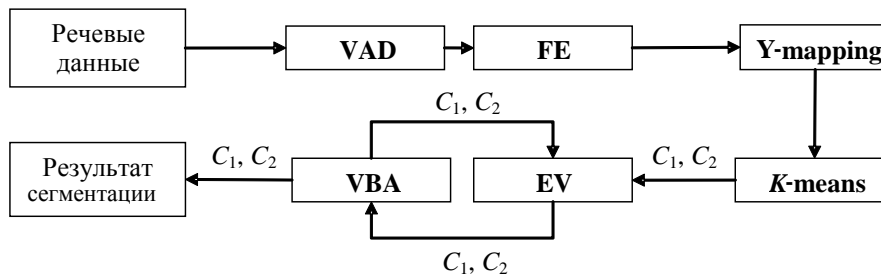 Речевые
данные
VAD
FE
Y-mapping
C₁, C₂
Результат
сегментации
C₁, C₂
VBA
EV
C₁, C₂
K-means
C₁, C₂